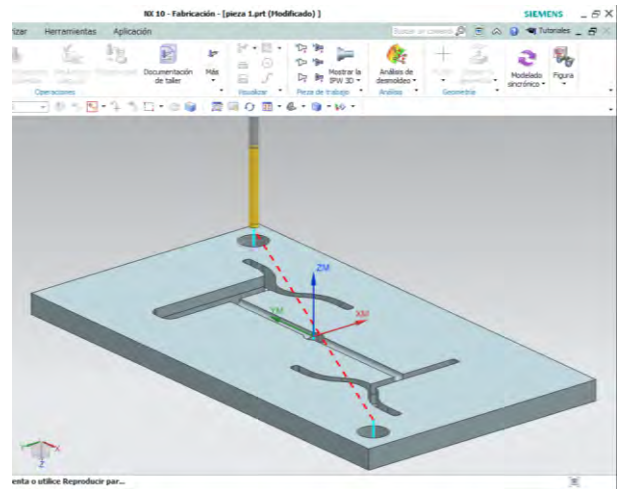 NX 10 - Fabricación - [pieza 1.prt (Modificado) ]
SIEMENS
izar Herramientas Aplicación
Tutoriales
Documentación de taller
Más
Mostrar la IPW 3D
Análisis de desmoldeo
Modelado sincrónico
Figura
Operaciones
Visualizar
Pieza de trabajo
Análisis
Geometría
ZM
XM
YM
X
Z
enta o utilice Reproducir par...